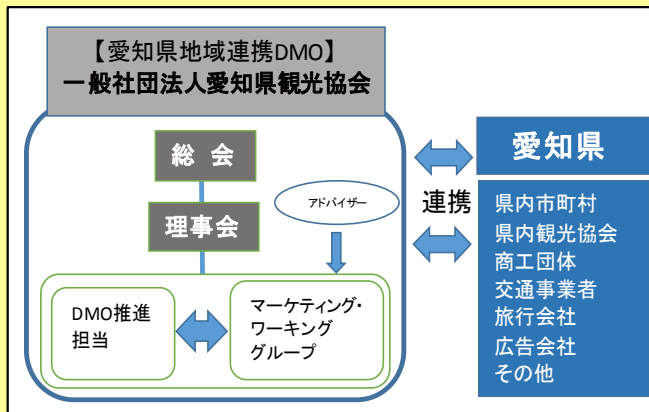 【愛知県地域連携DMO】
一般社団法人愛知県観光協会
総 会
理事会
アドバイザー
DMO推進
担当
マーケティング・
ワーキング
グループ
連携
愛知県
県内市町村
県内観光協会
商工団体
交通事業者
旅行会社
広告会社
その他